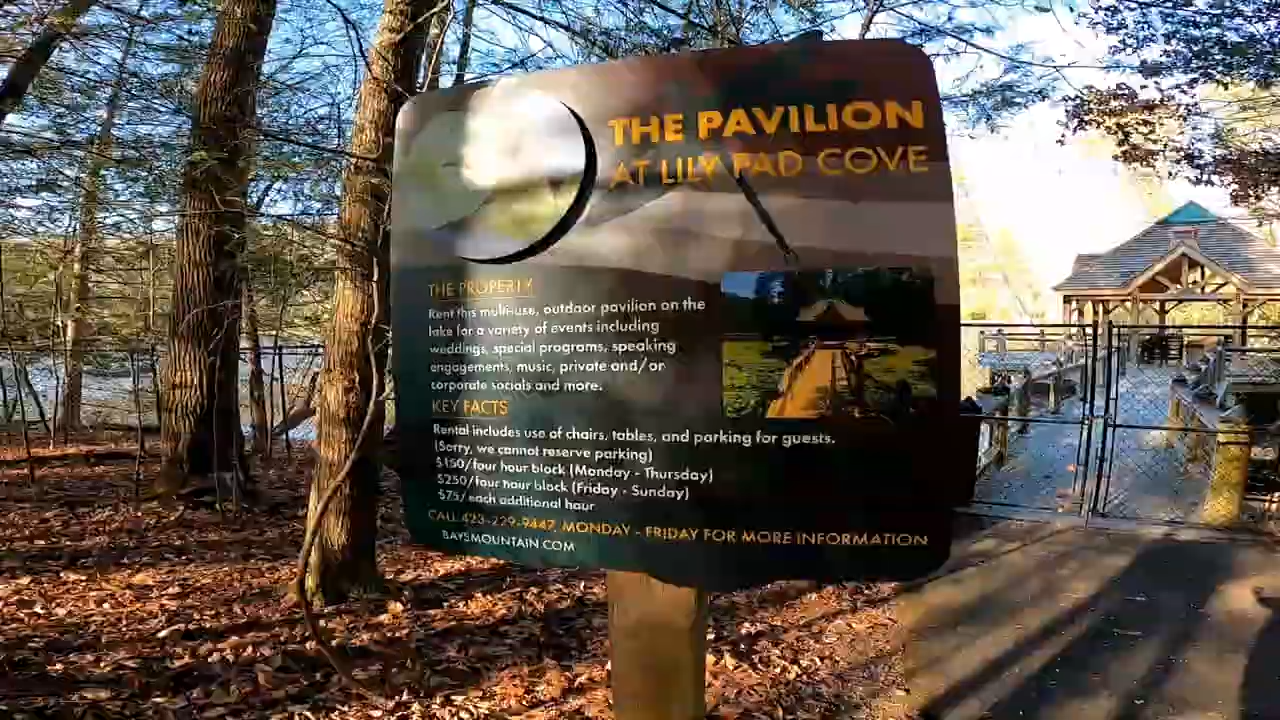 THE PAVILION
AT LILY PAD COVE
THE PROPERTY
Rent this multi-use, outdoor pavilion on the
lake for a variety of events including
weddings, special programs, speaking
engagements, music, private and/or
corporate socials and more.
KEY FACTS
Rental includes use of chairs, tables, and parking for guests.
(Sorry, we cannot reserve parking)
$150/four hour block (Monday - Thursday)
$250/four hour block (Friday - Sunday)
$75/each additional hour
CALL 423-229-9447, MONDAY - FRIDAY FOR MORE INFORMATION
BAYSMOUNTAIN.COM